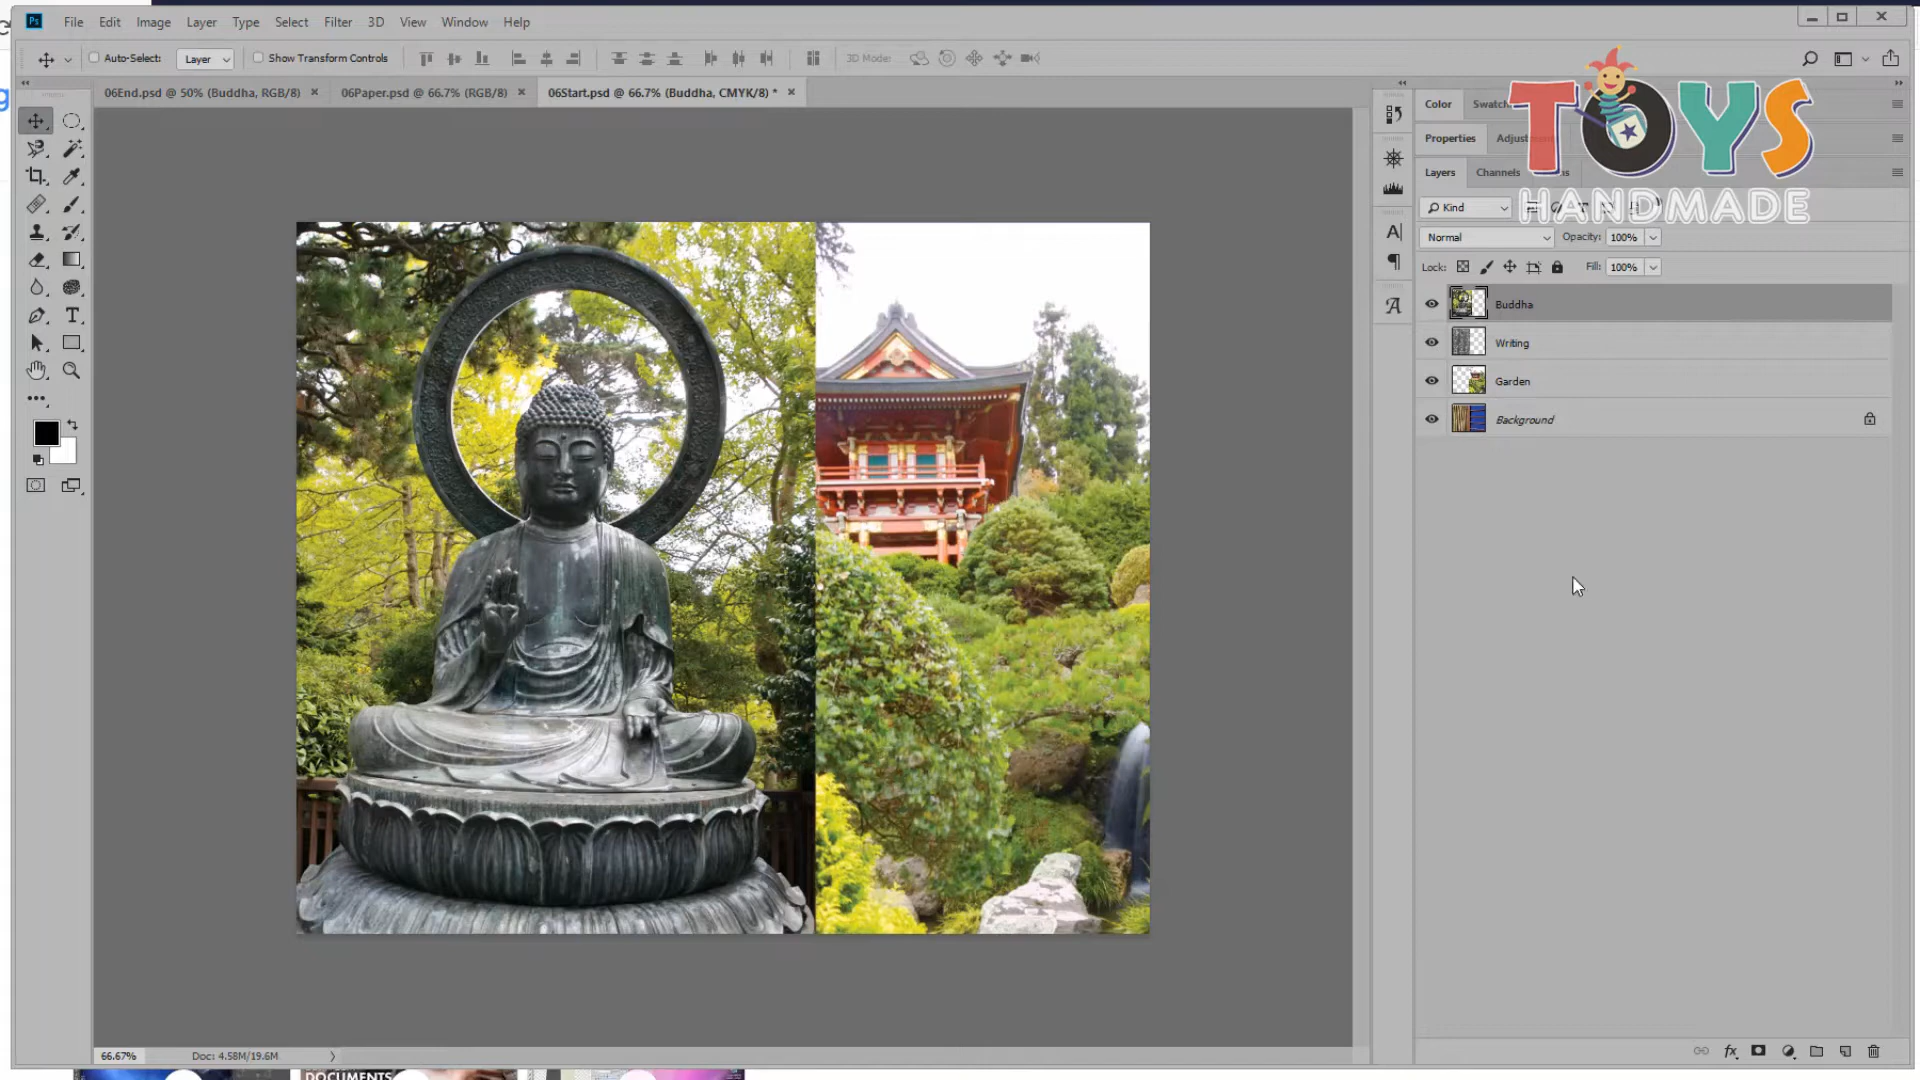 Ps File Edit Image Layer Type Select Filter 3D View Window Help
Auto-Select: Layer Show Transform Controls 3D Mode:
06End.psd @ 50% (Buddha, RGB/8) × 06Paper.psd @ 66.7% (RGB/8) × 06Start.psd @ 66.7% (Buddha, CMYK/8) * ×
Color
Properties
TOYS
HANDMADE
Layers Channels
Kind
Normal Opacity: 100%
Lock: Fill: 100%
Buddha
Writing
Garden
Background
66.67% Doc: 4.58M/19.6M
DOCUMENTS